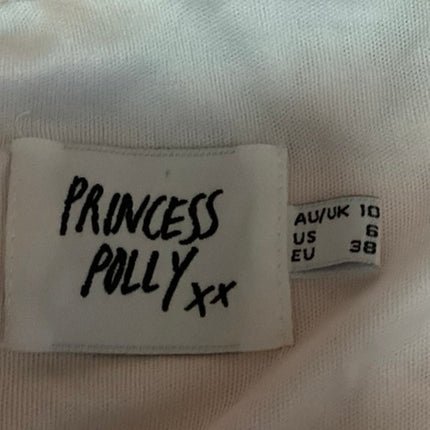 PRINCESS
POLLY xx
AU/UK 10
US 6
EU 38